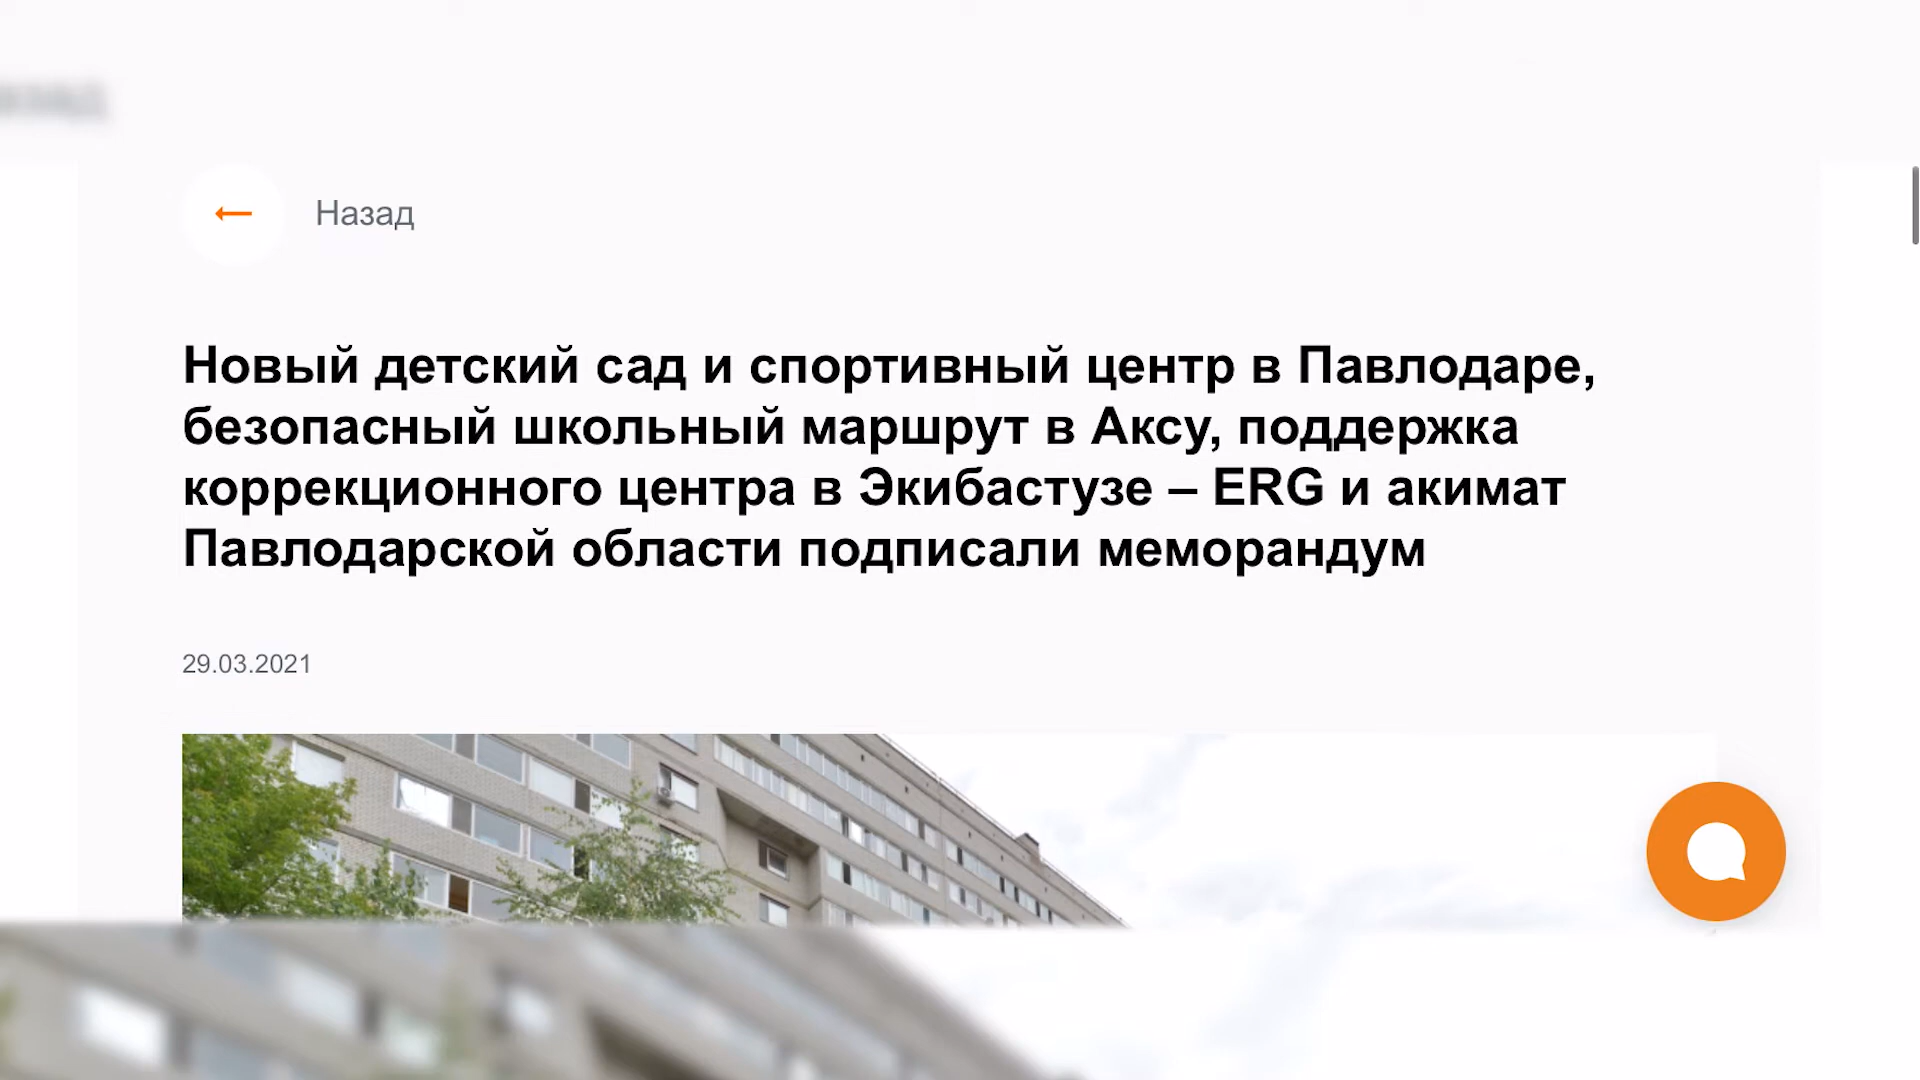 Назад
Новый детский сад и спортивный центр в Павлодаре,
безопасный школьный маршрут в Аксу, поддержка
коррекционного центра в Экибастузе – ERG и акимат
Павлодарской области подписали меморандум
29.03.2021